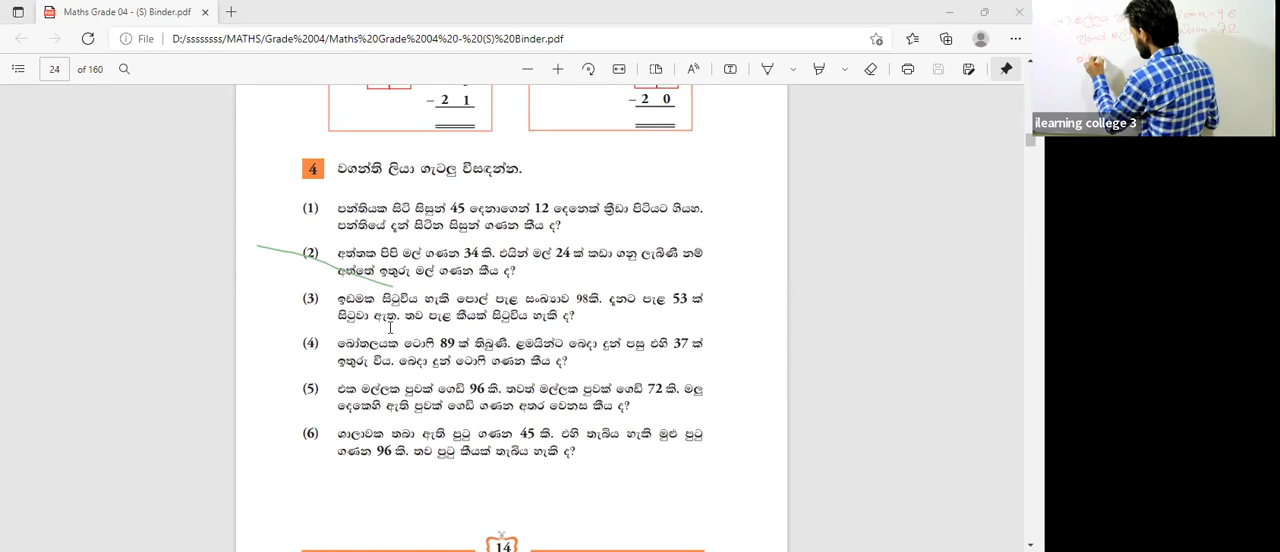 Maths Grade 04 - (S) Binder.pdf
File D:/ssssssss/MATHS/Grade%2004/Maths%20Grade%2004%20-%20(S)%20Binder.pdf
24 of 160
ilearning college 3
- 2 1
- 2 0
4 වගන්ති ලියා ගැටලු විසඳන්න.
(1) පන්තියක සිටි සිසුන් 45 දෙනාගෙන් 12 දෙනෙක් ක්‍රීඩා පිටියට ගියහ.
පන්තියේ දැන් සිටින සිසුන් ගණන කීය ද?
(2) අත්තක පිපි මල් ගණන 34 කි. එයින් මල් 24 ක් කඩා ගනු ලැබිණි නම්
අත්තේ ඉතුරු මල් ගණන කීය ද?
(3) ඉඩමක සිටුවිය හැකි පොල් පැළ සංඛ්‍යාව 98කි. දැනට පැළ 53 ක්
සිටුවා ඇත. තව පැළ කීයක් සිටුවිය හැකි ද?
(4) බෝතලයක ටොෆි 89 ක් තිබුණි. ළමයින්ට බෙදා දුන් පසු එහි 37 ක්
ඉතුරු විය. බෙදා දුන් ටොෆි ගණන කීය ද?
(5) එක මල්ලක පුවක් ගෙඩි 96 කි. තවත් මල්ලක පුවක් ගෙඩි 72 කි. මලු
දෙකෙහි ඇති පුවක් ගෙඩි ගණන අතර වෙනස කීය ද?
(6) ශාලාවක තබා ඇති පුටු ගණන 45 කි. එහි තැබිය හැකි මුළු පුටු
ගණන 96 කි. තව පුටු කීයක් තැබිය හැකි ද?
14